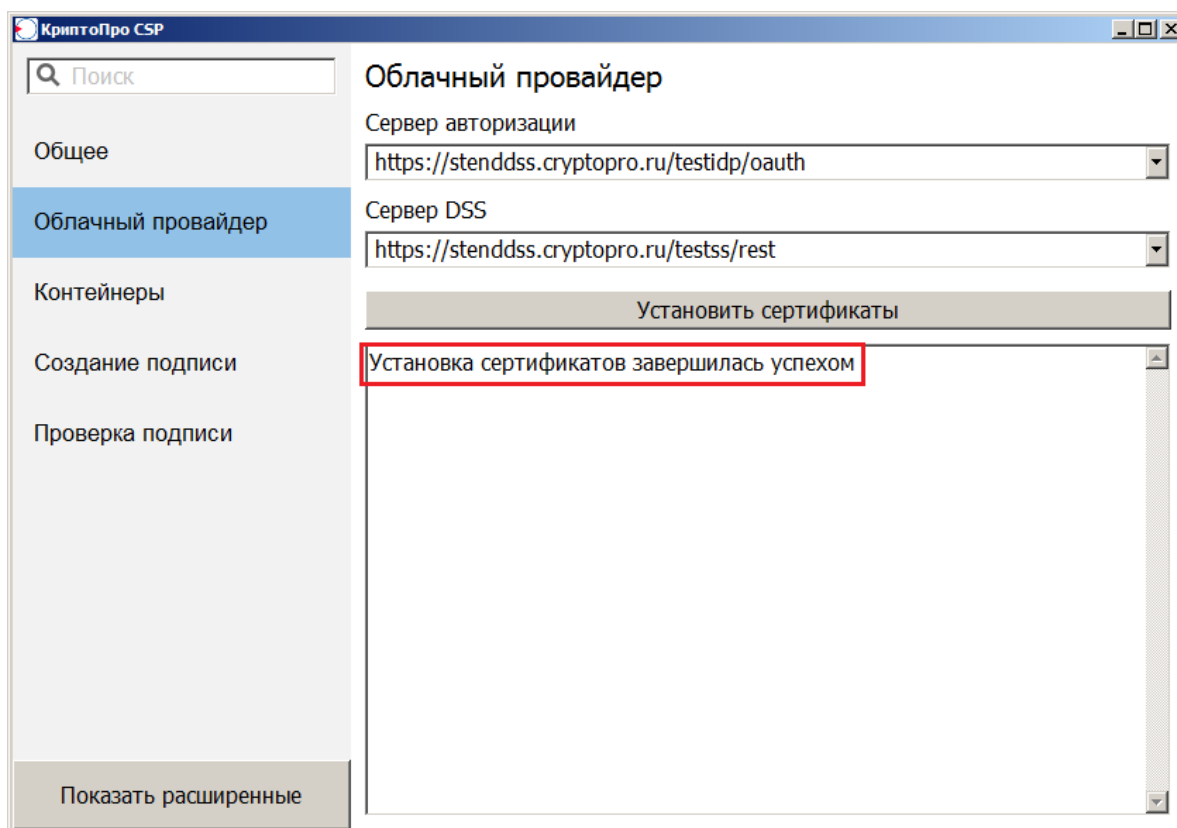 КриптоПро CSP
Поиск
Общее
Облачный провайдер
Контейнеры
Создание подписи
Проверка подписи
Показать расширенные
Облачный провайдер
Сервер авторизации
https://stenddss.cryptopro.ru/testidp/oauth
Сервер DSS
https://stenddss.cryptopro.ru/testss/rest
Установить сертификаты
Установка сертификатов завершилась успехом